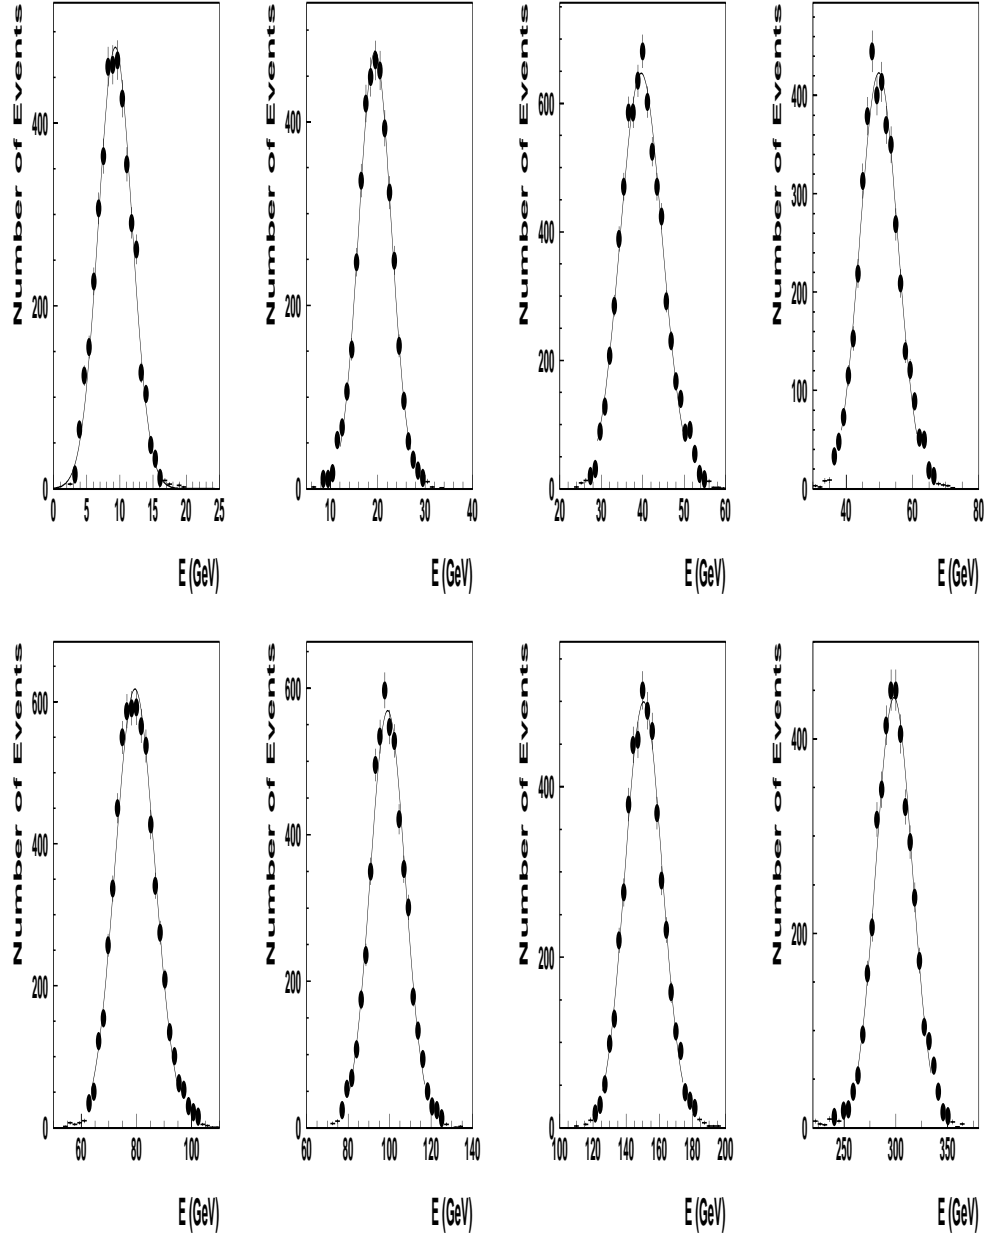 Number of Events
400
200
0
0 5 10 15 20 25
E (GeV)
Number of Events
400
200
0
10 20 30 40
E (GeV)
Number of Events
600
400
200
0
20 30 40 50 60
E (GeV)
Number of Events
400
300
200
100
0
40 60 80
E (GeV)
Number of Events
600
400
200
0
60 80 100
E (GeV)
Number of Events
600
400
200
0
60 80 100 120 140
E (GeV)
Number of Events
400
200
0
100 120 140 160 180 200
E (GeV)
Number of Events
400
200
0
250 300 350
E (GeV)